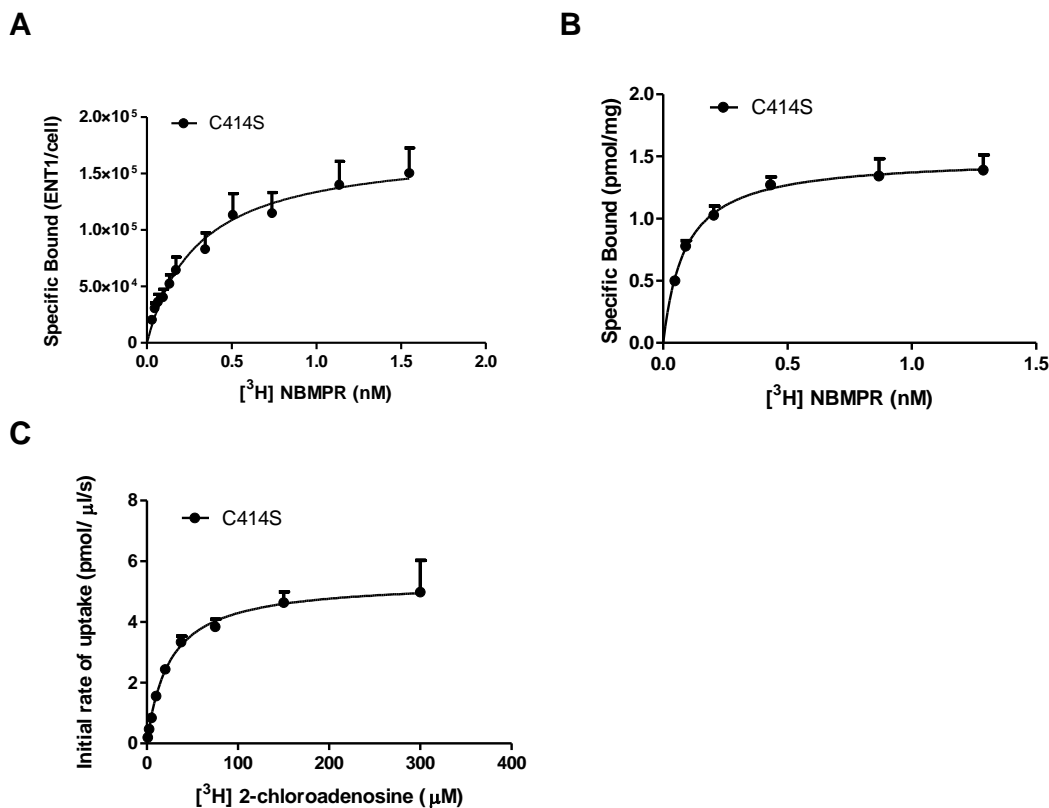 A
C414S
Specific Bound (ENT1/cell)
2.0×10⁵
1.5×10⁵
1.0×10⁵
5.0×10⁴
0
0.0 0.5 1.0 1.5 2.0
[³H] NBMPR (nM)
B
C414S
Specific Bound (pmol/mg)
2.0
1.5
1.0
0.5
0.0
0.0 0.5 1.0 1.5
[³H] NBMPR (nM)
C
C414S
Initial rate of uptake (pmol/ μl/s)
8
6
4
2
0
0 100 200 300 400
[³H] 2-chloroadenosine ( μM)